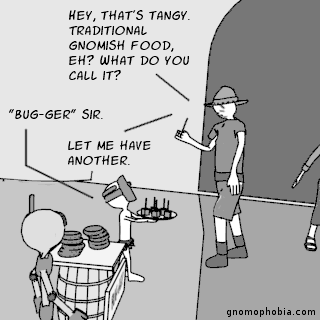 HEY, THAT'S TANGY.
TRADITIONAL
GNOMISH FOOD,
EH? WHAT DO YOU
CALL IT?
"BUG-GER" SIR.
LET ME HAVE
ANOTHER.
gnomophobia.com